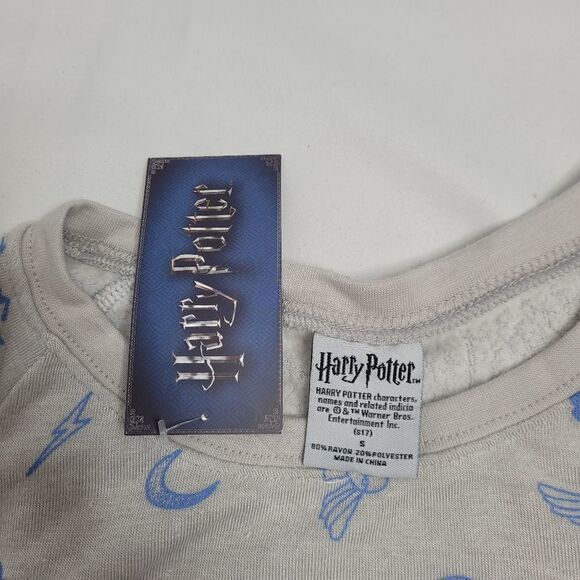 Harry Potter
Harry Potter™
HARRY POTTER characters,
names and related indicia
are © & ™ Warner Bros.
Entertainment Inc.
(s17)
S
80%RAYON 20%POLYESTER
MADE IN CHINA